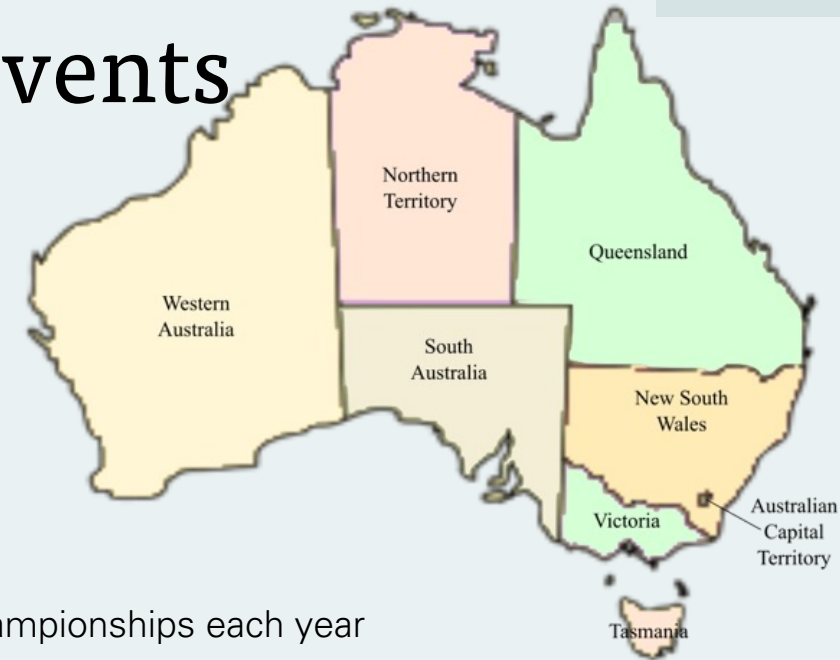 vents
Northern
Territory
Queensland
Western
Australia
South
Australia
New South
Wales
Australian
Capital
Territory
Victoria
ampionships each year
Tasmania